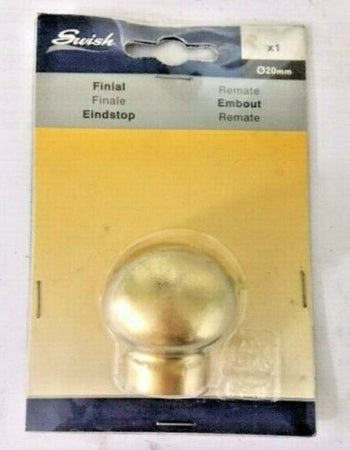 Swish
x1
Ø20mm
Finial
Finale
Eindstop
Remate
Embout
Remate